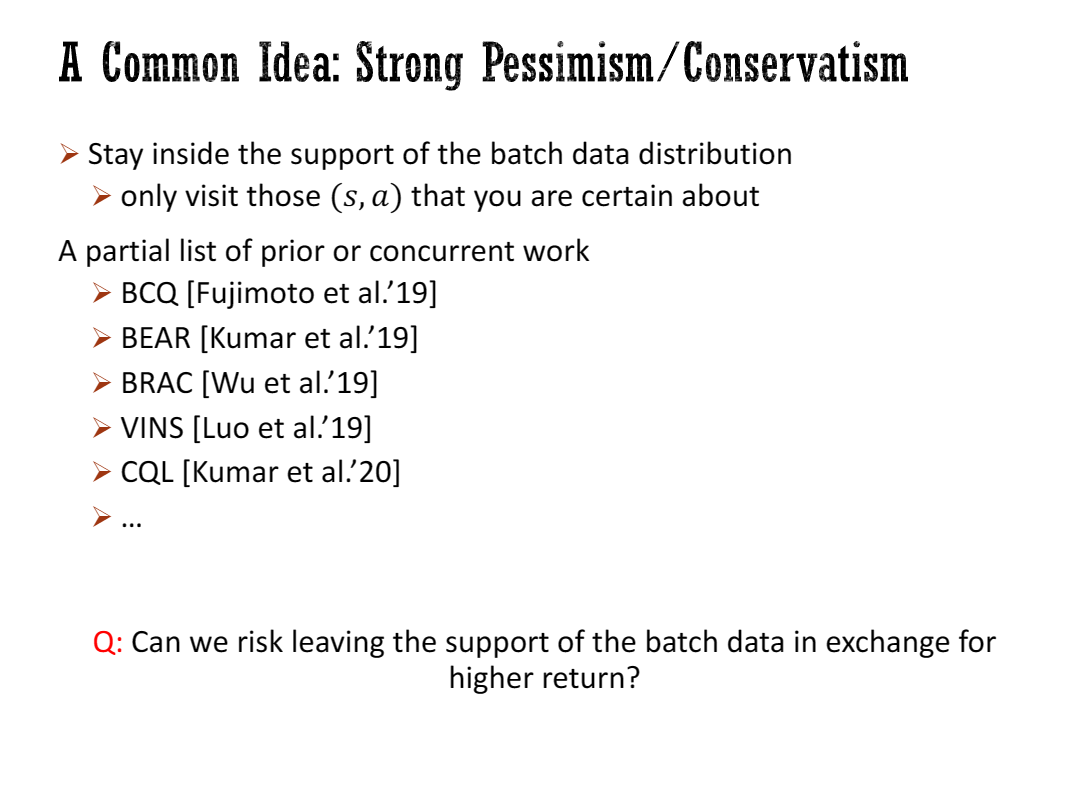 A Common Idea: Strong Pessimism/Conservatism
➢ Stay inside the support of the batch data distribution
➢ only visit those (𝑠, 𝑎) that you are certain about
A partial list of prior or concurrent work
➢ BCQ [Fujimoto et al.’19]
➢ BEAR [Kumar et al.’19]
➢ BRAC [Wu et al.’19]
➢ VINS [Luo et al.’19]
➢ CQL [Kumar et al.’20]
➢ …
Q: Can we risk leaving the support of the batch data in exchange for
higher return?